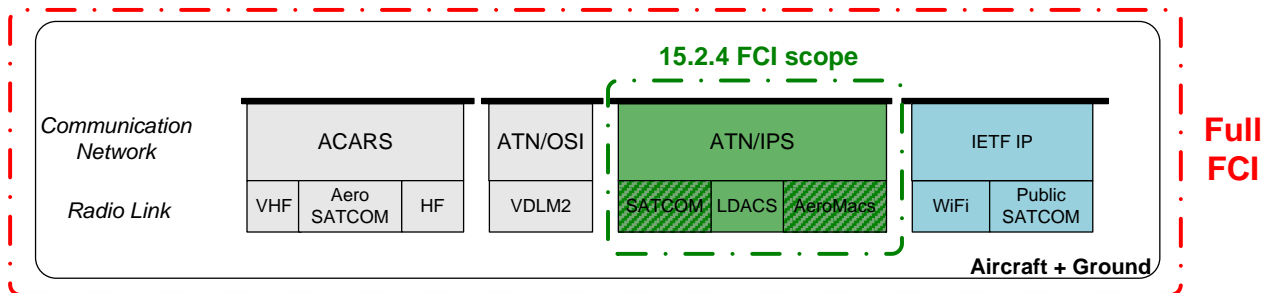 15.2.4 FCI scope
Communication
Network
ACARS
ATN/OSI
ATN/IPS
IETF IP
Full
FCI
Radio Link
VHF
Aero
SATCOM
HF
VDLM2
SATCOM
LDACS
AeroMacs
WiFi
Public
SATCOM
Aircraft + Ground